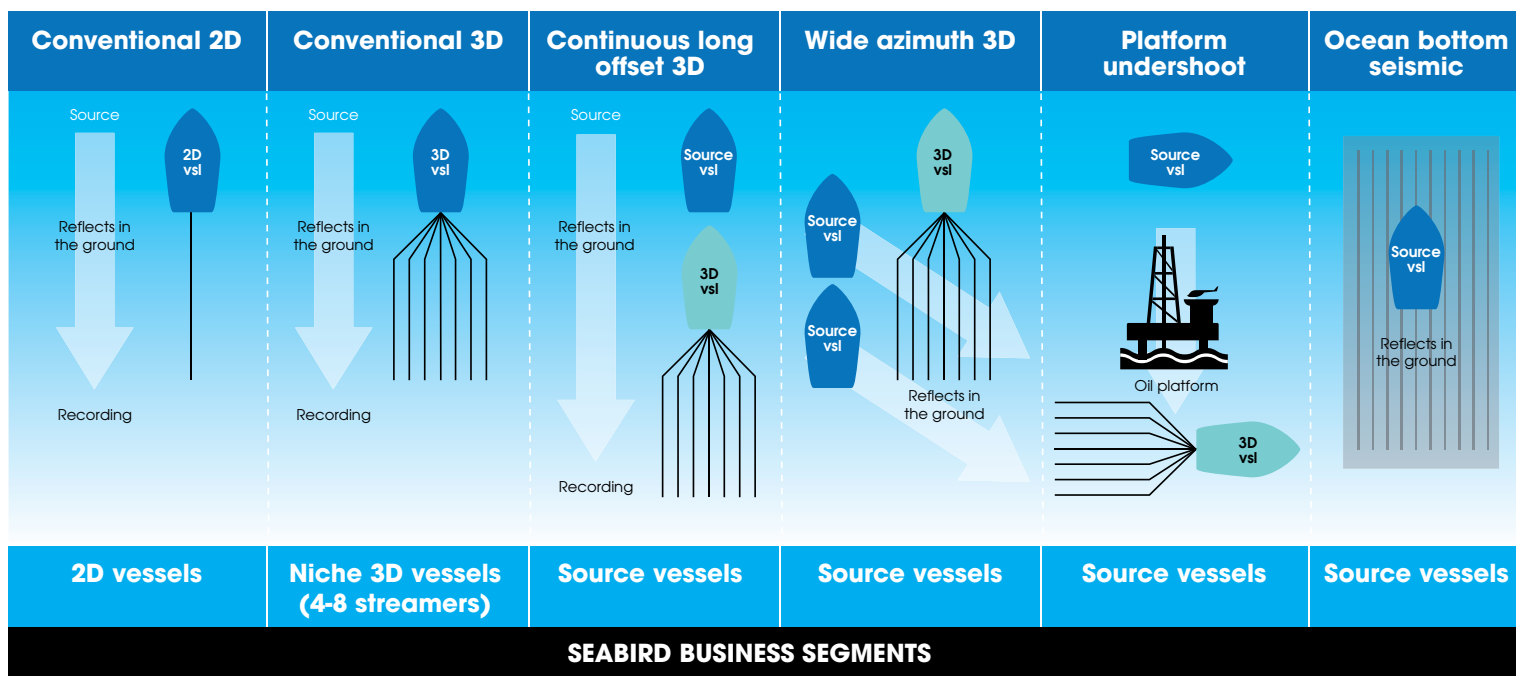 Conventional 2D
Conventional 3D
Continuous long
offset 3D
Wide azimuth 3D
Platform
undershoot
Ocean bottom
seismic
Source
2D
vsl
Reflects in
the ground
Recording
Source
3D
vsl
Reflects in
the ground
Recording
Source
Source
vsl
Reflects in
the ground
3D
vsl
Recording
3D
vsl
Source
vsl
Source
vsl
Reflects in
the ground
Source
vsl
Oil platform
3D
vsl
Source
vsl
Reflects in
the ground
2D vessels
Niche 3D vessels
(4-8 streamers)
Source vessels
Source vessels
Source vessels
Source vessels
SEABIRD BUSINESS SEGMENTS